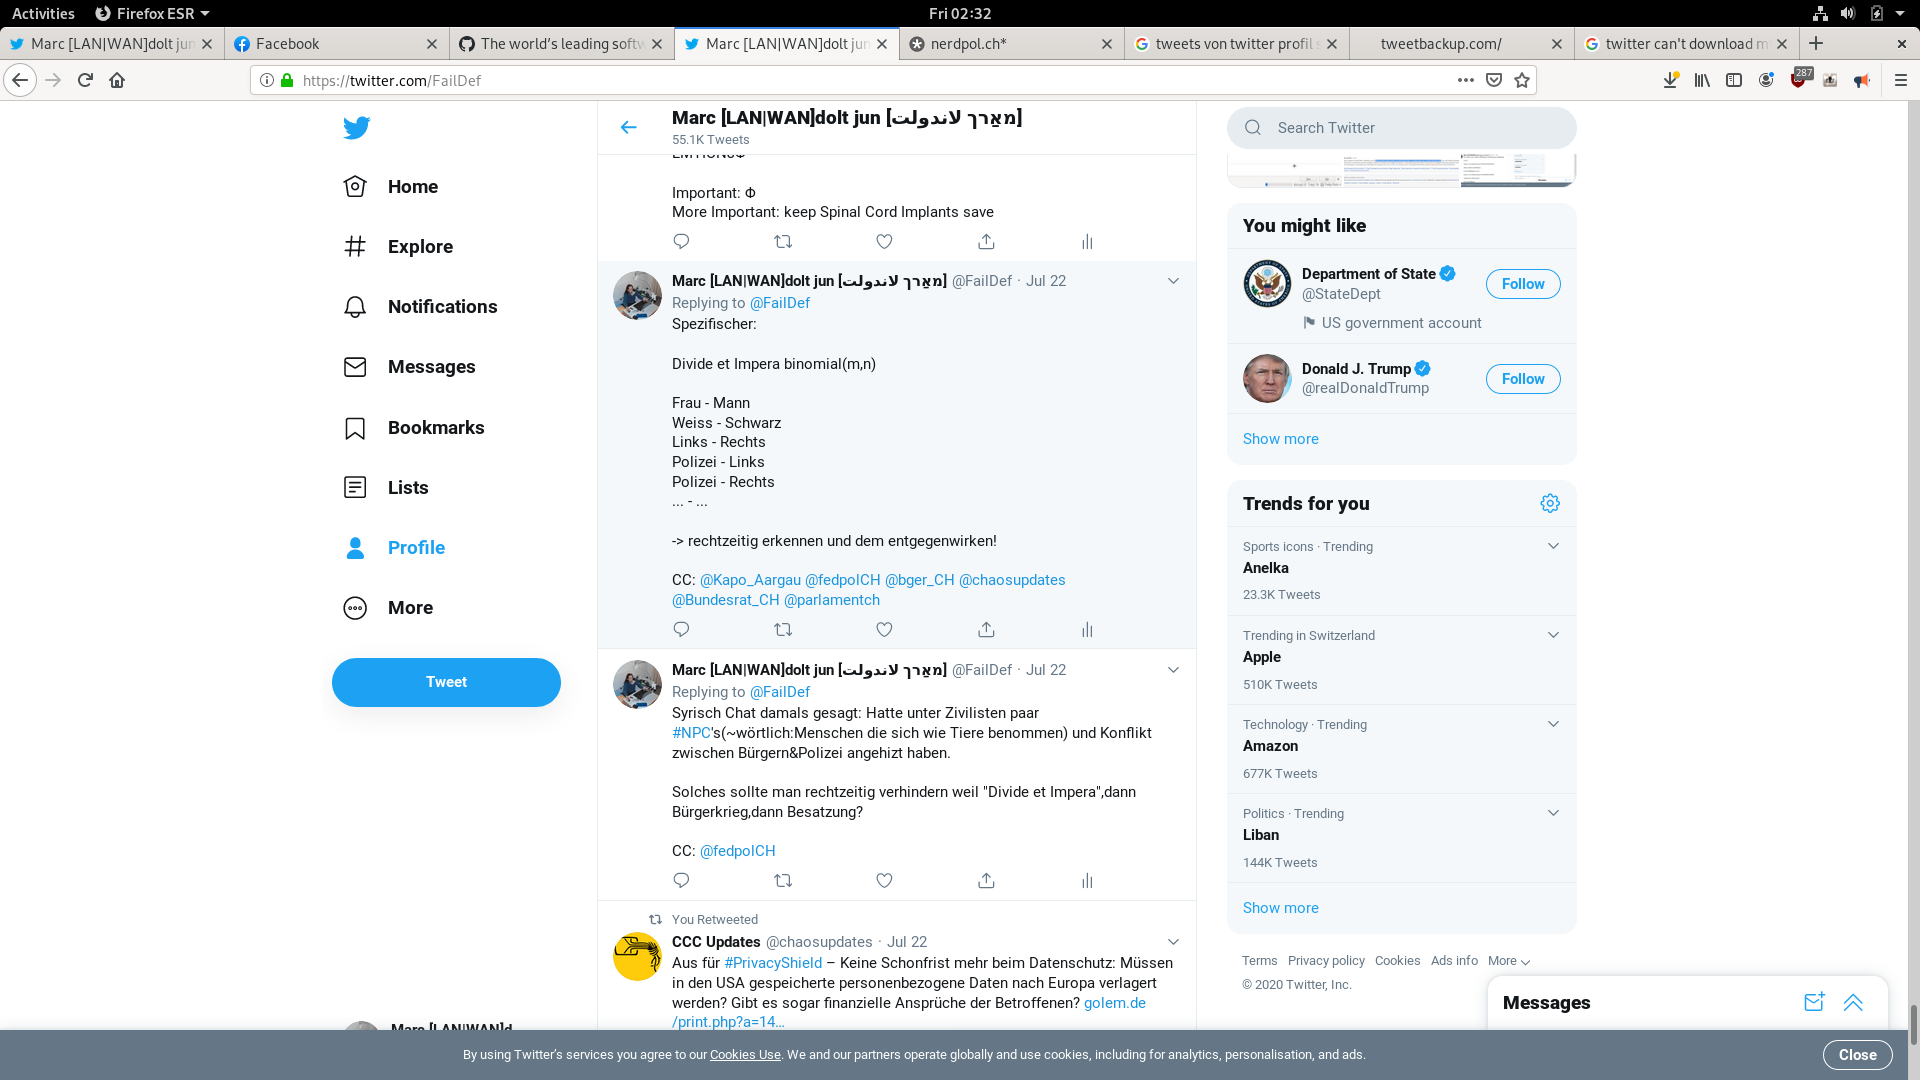 Activities
Firefox ESR
Fri 02:32
Marc [LAN|WAN]dolt jun
Facebook
The world's leading softw
Marc [LAN|WAN]dolt jun
nerdpol.ch*
tweets von twitter profil s
tweetbackup.com/
twitter can't download m
https://twitter.com/FailDef
287
Home
Explore
Notifications
Messages
Bookmarks
Lists
Profile
More
Tweet
Marc [LAN|WAN]d
Marc [LAN|WAN]dolt jun [מאַרך לאנדולת]
55.1K Tweets
Important: Φ
More Important: keep Spinal Cord Implants save
Marc [LAN|WAN]dolt jun [מאַרך לאנדולת] @FailDef · Jul 22
Replying to @FailDef
Spezifischer:
Divide et Impera binomial(m,n)
Frau - Mann
Weiss - Schwarz
Links - Rechts
Polizei - Links
Polizei - Rechts
... - ...
-> rechtzeitig erkennen und dem entgegenwirken!
CC: @Kapo_Aargau @fedpolCH @bger_CH @chaosupdates
@Bundesrat_CH @parlamentch
Marc [LAN|WAN]dolt jun [מאַרך לאנדולת] @FailDef · Jul 22
Replying to @FailDef
Syrisch Chat damals gesagt: Hatte unter Zivilisten paar
#NPC's(~wörtlich:Menschen die sich wie Tiere benommen) und Konflikt
zwischen Bürgern&Polizei angehizt haben.
Solches sollte man rechtzeitig verhindern weil "Divide et Impera",dann
Bürgerkrieg,dann Besatzung?
CC: @fedpolCH
You Retweeted
CCC Updates @chaosupdates · Jul 22
Aus für #PrivacyShield – Keine Schonfrist mehr beim Datenschutz: Müssen
in den USA gespeicherte personenbezogene Daten nach Europa verlagert
werden? Gibt es sogar finanzielle Ansprüche der Betroffenen? golem.de
/print.php?a=14…
Search Twitter
You might like
Department of State
@StateDept
US government account
Follow
Donald J. Trump
@realDonaldTrump
Follow
Show more
Trends for you
Sports icons · Trending
Anelka
23.3K Tweets
Trending in Switzerland
Apple
510K Tweets
Technology · Trending
Amazon
677K Tweets
Politics · Trending
Liban
144K Tweets
Show more
Terms Privacy policy Cookies Ads info More
© 2020 Twitter, Inc.
Messages
By using Twitter's services you agree to our Cookies Use. We and our partners operate globally and use cookies, including for analytics, personalisation, and ads.
Close